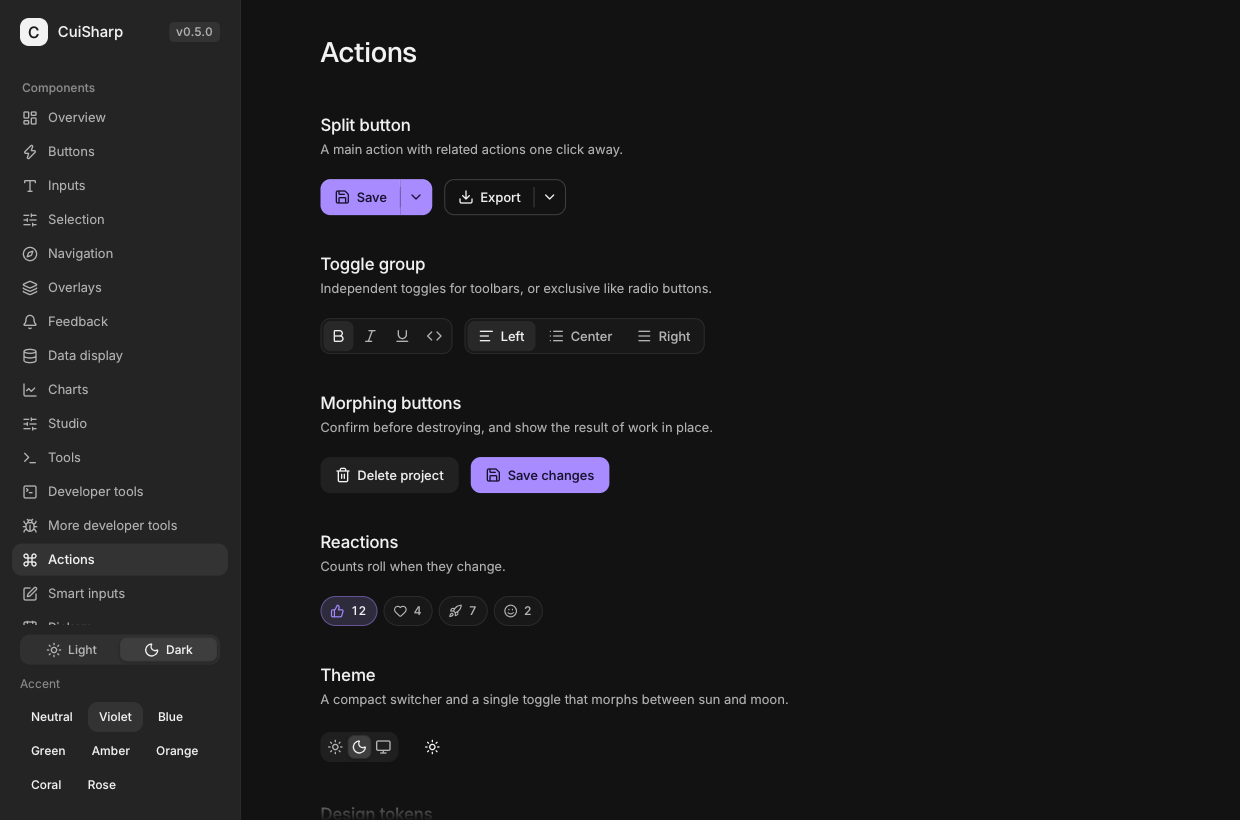 C CuiSharp v0.5.0
Components
Overview
Buttons
Inputs
Selection
Navigation
Overlays
Feedback
Data display
Charts
Studio
Tools
Developer tools
More developer tools
Actions
Smart inputs
Light Dark
Accent
Neutral Violet Blue
Green Amber Orange
Coral Rose
Actions
Split button
A main action with related actions one click away.
Save Export
Toggle group
Independent toggles for toolbars, or exclusive like radio buttons.
B I U <> Left Center Right
Morphing buttons
Confirm before destroying, and show the result of work in place.
Delete project Save changes
Reactions
Counts roll when they change.
12 4 7 2
Theme
A compact switcher and a single toggle that morphs between sun and moon.
Design tokens